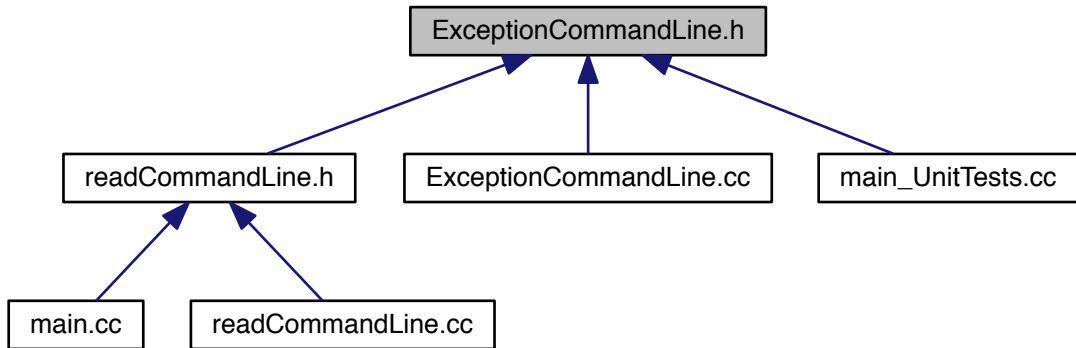 ExceptionCommandLine.h
readCommandLine.h
ExceptionCommandLine.cc
main_UnitTests.cc
main.cc
readCommandLine.cc